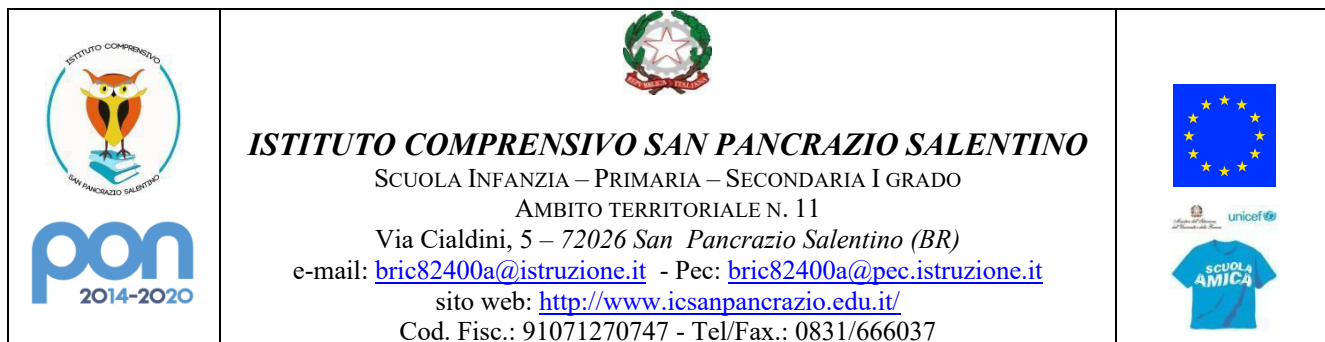 ISTITUTO COMPRENSIVO
SAN PANCRAZIO SALENTINO
pon
2014-2020
REPVBBLICA ITALIANA
ISTITUTO COMPRENSIVO SAN PANCRAZIO SALENTINO
SCUOLA INFANZIA – PRIMARIA – SECONDARIA I GRADO
AMBITO TERRITORIALE N. 11
Via Cialdini, 5 – 72026 San Pancrazio Salentino (BR)
e-mail: bric82400a@istruzione.it - Pec: bric82400a@pec.istruzione.it
sito web: http://www.icsanpancrazio.edu.it/
Cod. Fisc.: 91071270747 - Tel/Fax.: 0831/666037
unicef
SCUOLA
AMICA